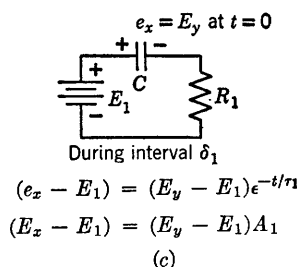 e_x = E_y at t = 0
+ −
+ C
E_1 R_1
−
During interval δ_1
(e_x − E_1) = (E_y − E_1)ϵ^{−t/τ_1}
(E_x − E_1) = (E_y − E_1)A_1
(c)